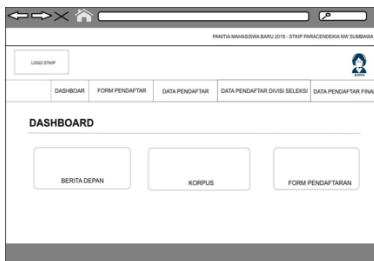 PANITIA MAHASISWA BARU 2019 - STKIP PARACENDEKIA NW SUMBAWA
LOGO STKIP
DASHBOAR
FORM PENDAFTAR
DATA PENDAFTAR
DATA PENDAFTAR DIVISI SELEKSI
DATA PENDAFTAR FINA
DASHBOARD
BERITA DEPAN
KORPUS
FORM PENDAFTARAN